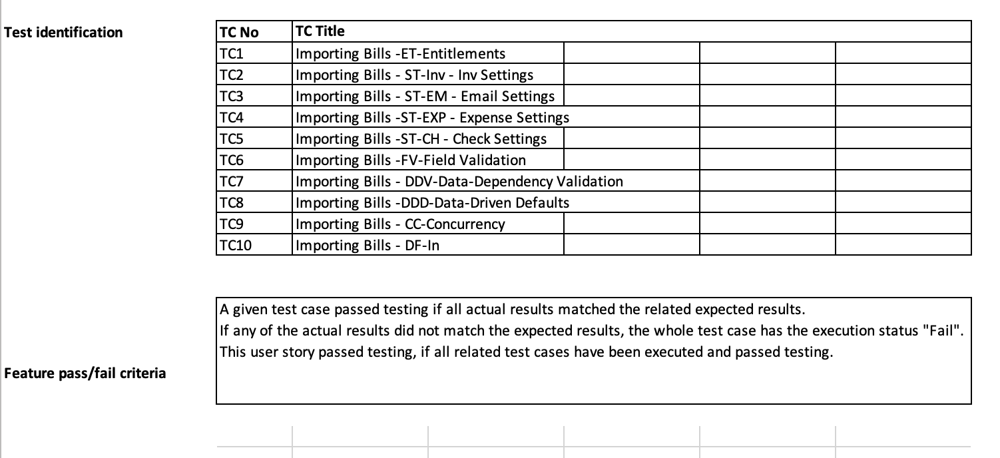 Test identification
TC No TC Title
TC1 Importing Bills -ET-Entitlements
TC2 Importing Bills - ST-Inv - Inv Settings
TC3 Importing Bills - ST-EM - Email Settings
TC4 Importing Bills -ST-EXP - Expense Settings
TC5 Importing Bills -ST-CH - Check Settings
TC6 Importing Bills -FV-Field Validation
TC7 Importing Bills - DDV-Data-Dependency Validation
TC8 Importing Bills -DDD-Data-Driven Defaults
TC9 Importing Bills - CC-Concurrency
TC10 Importing Bills - DF-In
A given test case passed testing if all actual results matched the related expected results.
If any of the actual results did not match the expected results, the whole test case has the execution status "Fail".
This user story passed testing, if all related test cases have been executed and passed testing.
Feature pass/fail criteria